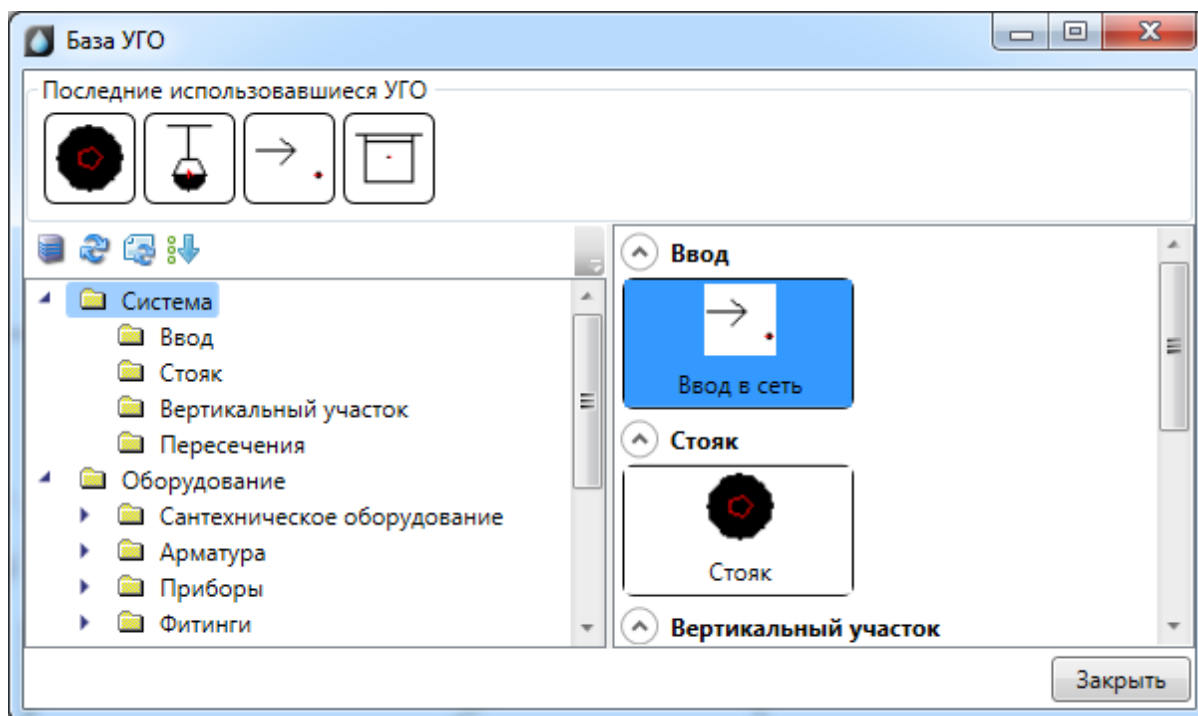 База УГО
Последние использовавшиеся УГО
Система
Ввод
Стояк
Вертикальный участок
Пересечения
Оборудование
Сантехническое оборудование
Арматура
Приборы
Фитинги
Ввод
Ввод в сеть
Стояк
Стояк
Вертикальный участок
Закрыть